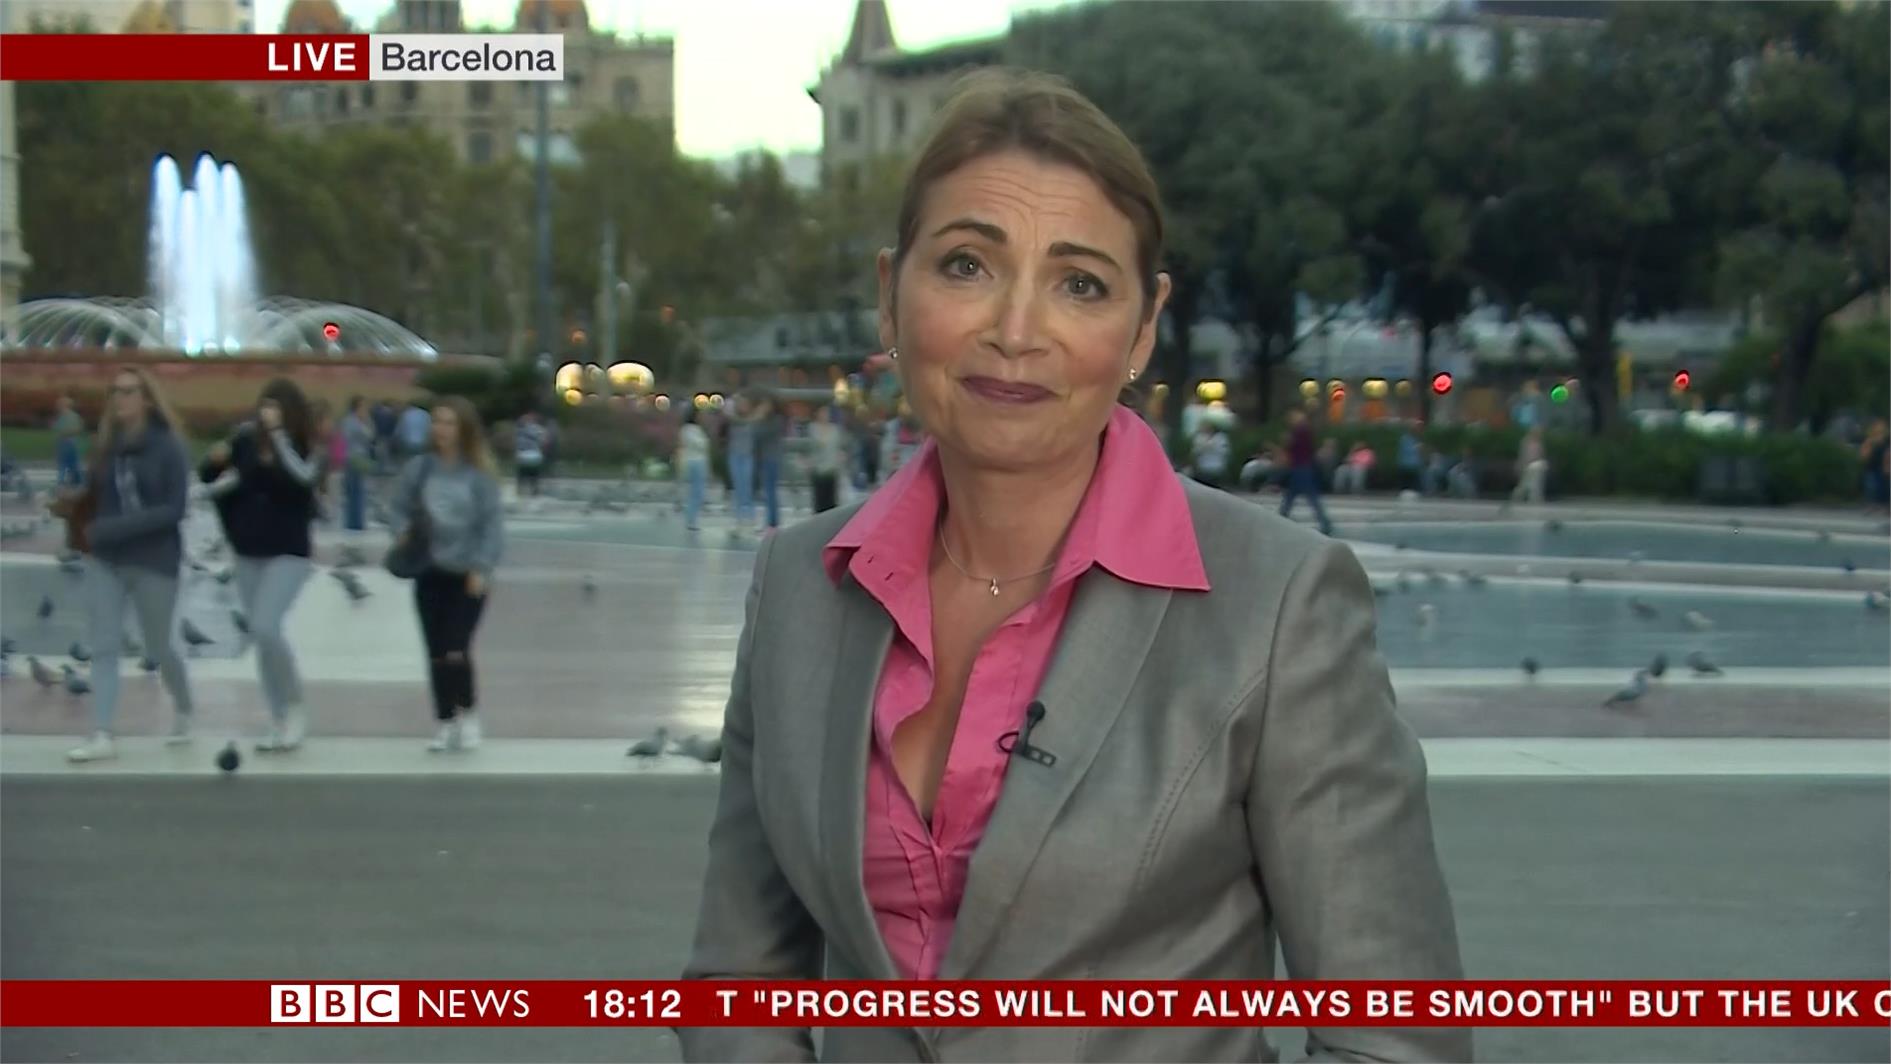 LIVE Barcelona
BBC NEWS 18:12 T "PROGRESS WILL NOT ALWAYS BE SMOOTH" BUT THE UK